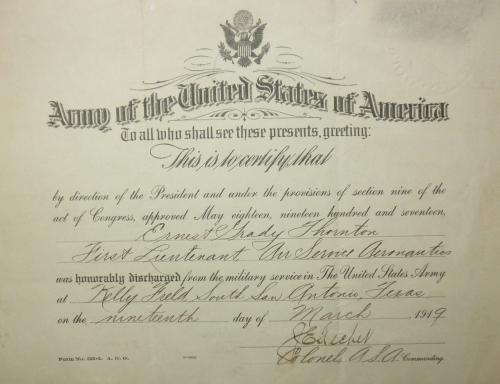 Army of the United States of America
To all who shall see these presents, greeting:
This is to certify, that
by direction of the President and under the provisions of section nine of the
act of Congress, approved May eighteen, nineteen hundred and seventeen,
Ernest Grady Thornton
First Lieutenant Air Service Aeronautics
was honorably discharged from the military service in The United States Army
at Kelly Field, South San Antonio, Texas
on the nineteenth day of March 1919
Colonel, A.S.A. Commanding.
Form No. A. G. O.